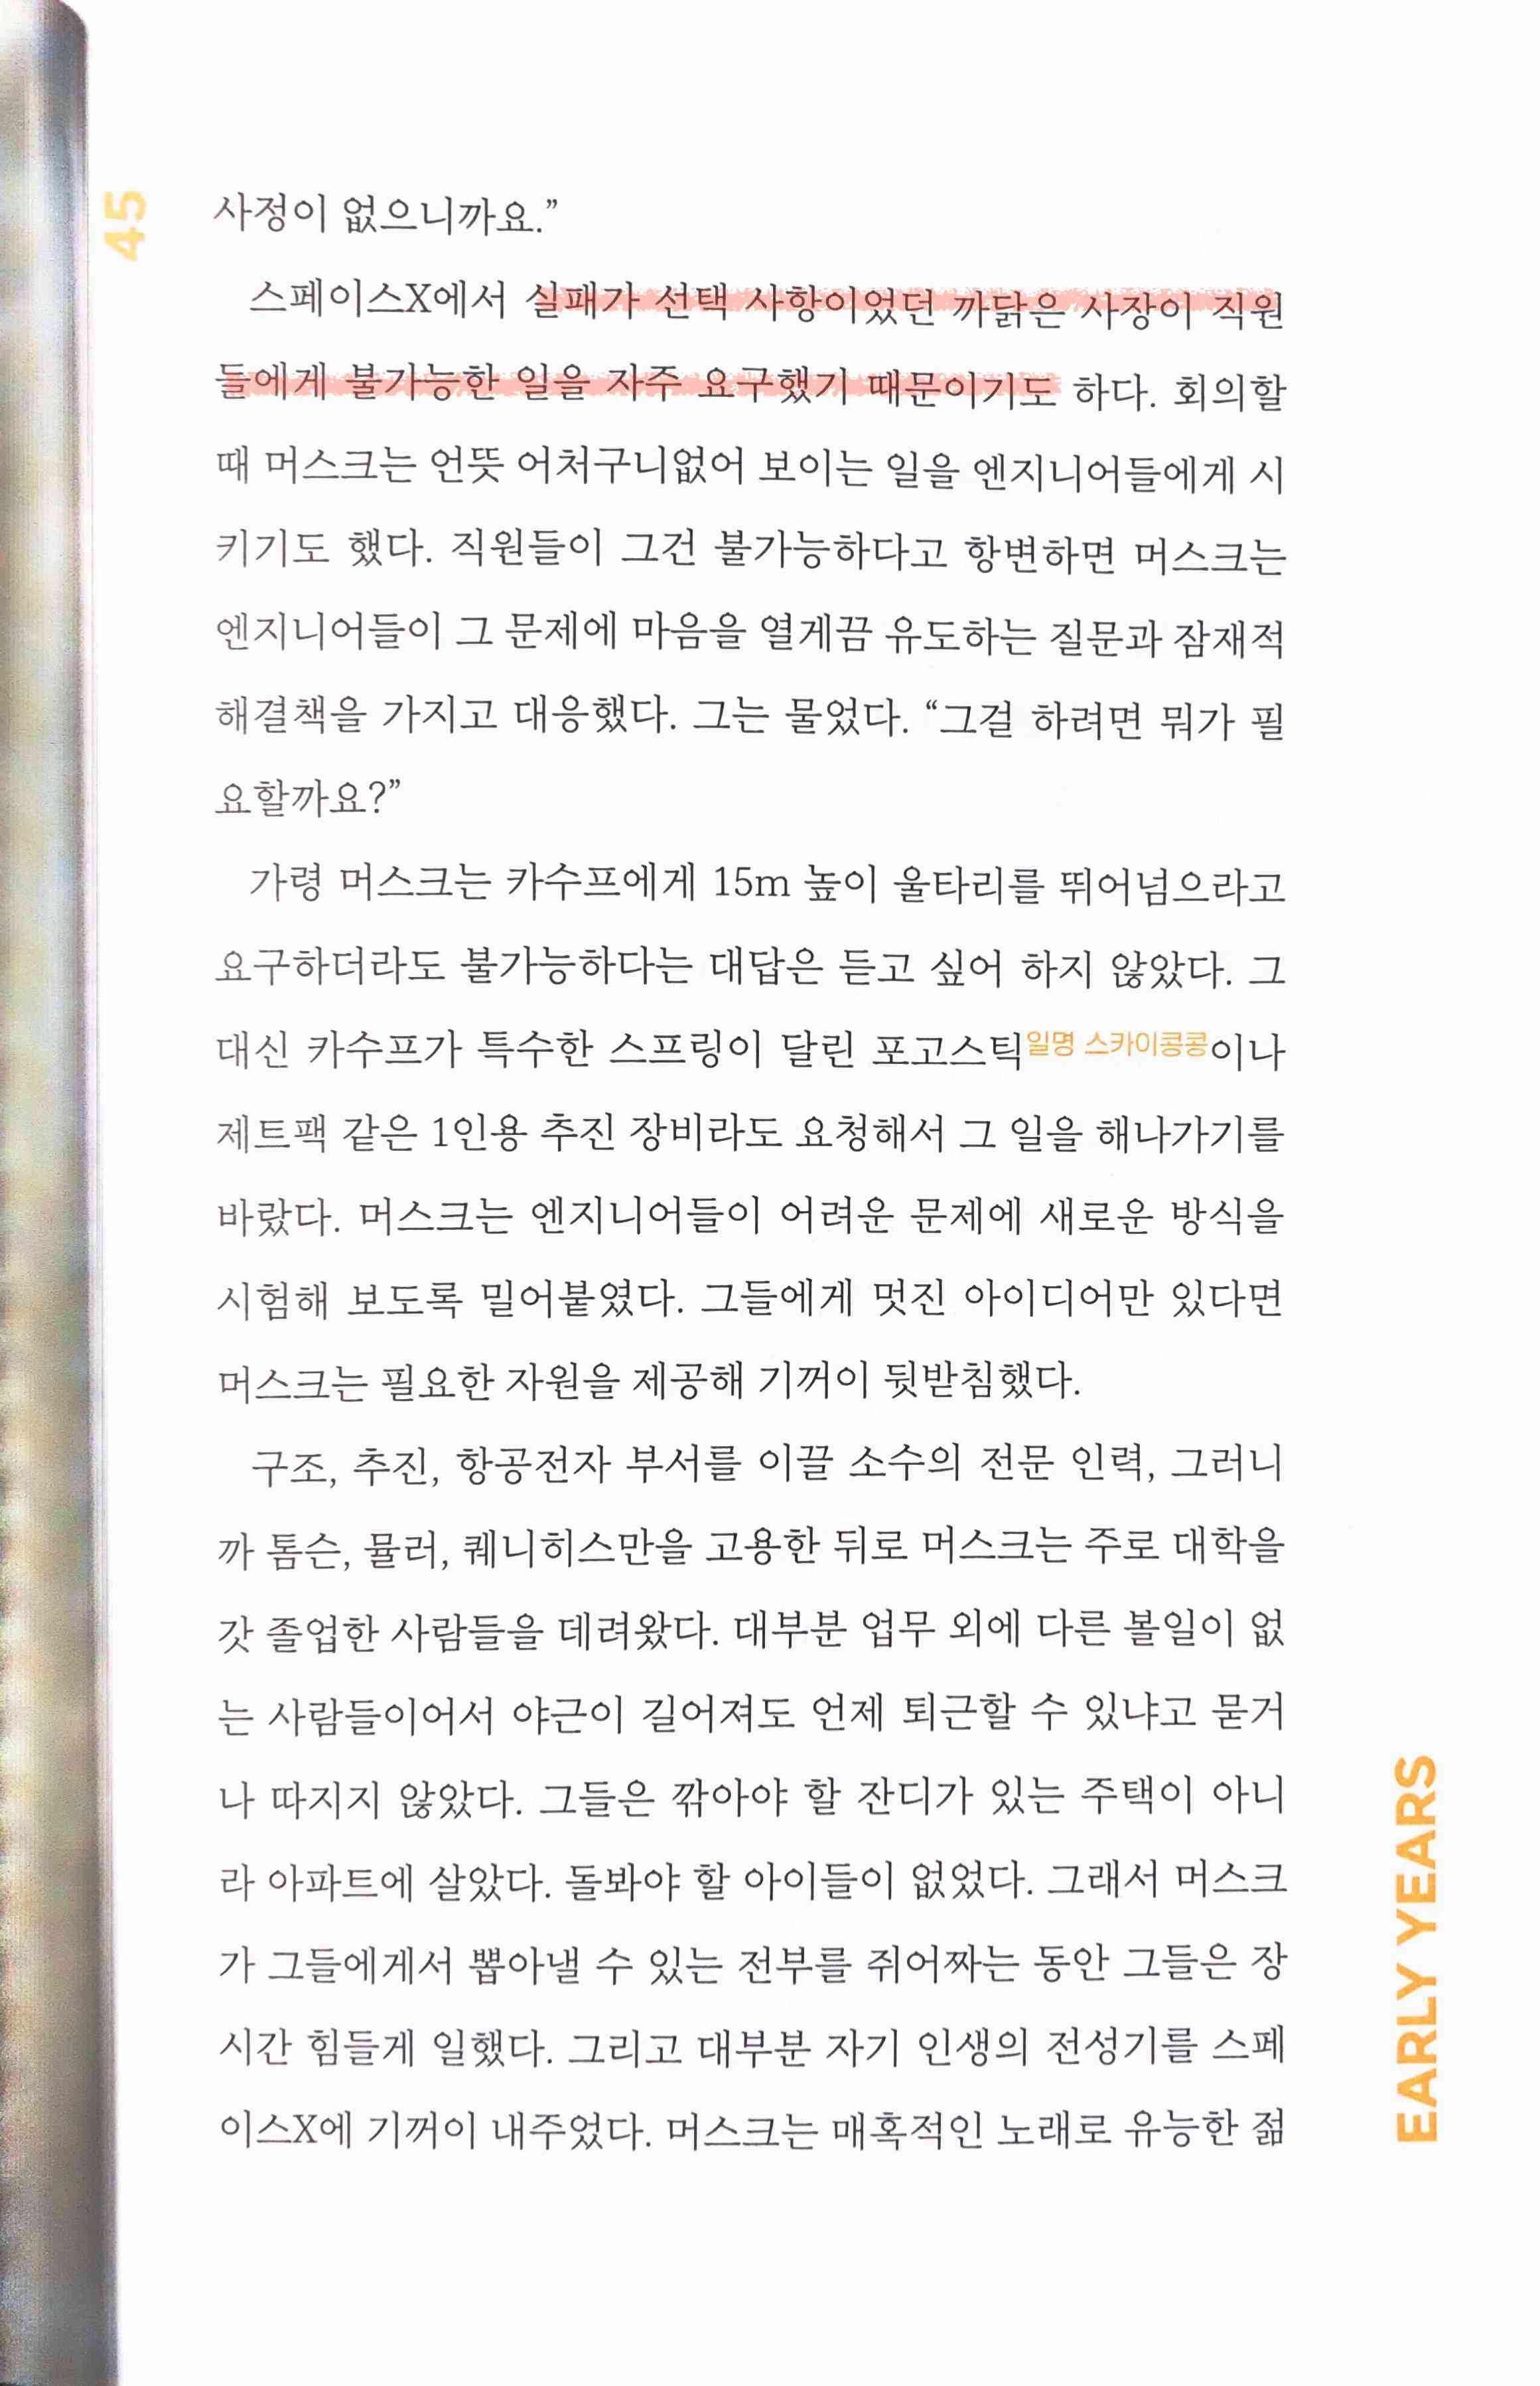 45
사정이 없으니까요.”
스페이스X에서 실패가 선택 사항이었던 까닭은 사장이 직원
들에게 불가능한 일을 자주 요구했기 때문이기도 하다. 회의할
때 머스크는 언뜻 어처구니없어 보이는 일을 엔지니어들에게 시
키기도 했다. 직원들이 그건 불가능하다고 항변하면 머스크는
엔지니어들이 그 문제에 마음을 열게끔 유도하는 질문과 잠재적
해결책을 가지고 대응했다. 그는 물었다. “그걸 하려면 뭐가 필
요할까요?”
가령 머스크는 카수프에게 15m 높이 울타리를 뛰어넘으라고
요구하더라도 불가능하다는 대답은 듣고 싶어 하지 않았다. 그
대신 카수프가 특수한 스프링이 달린 포고스틱일명 스카이콩콩이나
제트팩 같은 1인용 추진 장비라도 요청해서 그 일을 해나가기를
바랐다. 머스크는 엔지니어들이 어려운 문제에 새로운 방식을
시험해 보도록 밀어붙였다. 그들에게 멋진 아이디어만 있다면
머스크는 필요한 자원을 제공해 기꺼이 뒷받침했다.
구조, 추진, 항공전자 부서를 이끌 소수의 전문 인력, 그러니
까 톰슨, 뮬러, 퀘니히스만을 고용한 뒤로 머스크는 주로 대학을
갓 졸업한 사람들을 데려왔다. 대부분 업무 외에 다른 볼일이 없
는 사람들이어서 야근이 길어져도 언제 퇴근할 수 있냐고 묻거
나 따지지 않았다. 그들은 깎아야 할 잔디가 있는 주택이 아니
라 아파트에 살았다. 돌봐야 할 아이들이 없었다. 그래서 머스크
가 그들에게서 뽑아낼 수 있는 전부를 쥐어짜는 동안 그들은 장
시간 힘들게 일했다. 그리고 대부분 자기 인생의 전성기를 스페
이스X에 기꺼이 내주었다. 머스크는 매혹적인 노래로 유능한 젊
EARLY YEARS